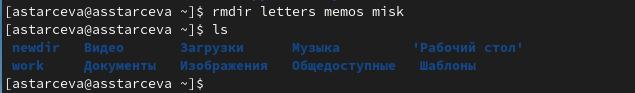 [astarceva@asstarceva ~]$ rmdir letters memos misk
[astarceva@asstarceva ~]$ ls
newdir Видео Загрузки Музыка 'Рабочий стол'
work Документы Изображения Общедоступные Шаблоны
[astarceva@asstarceva ~]$